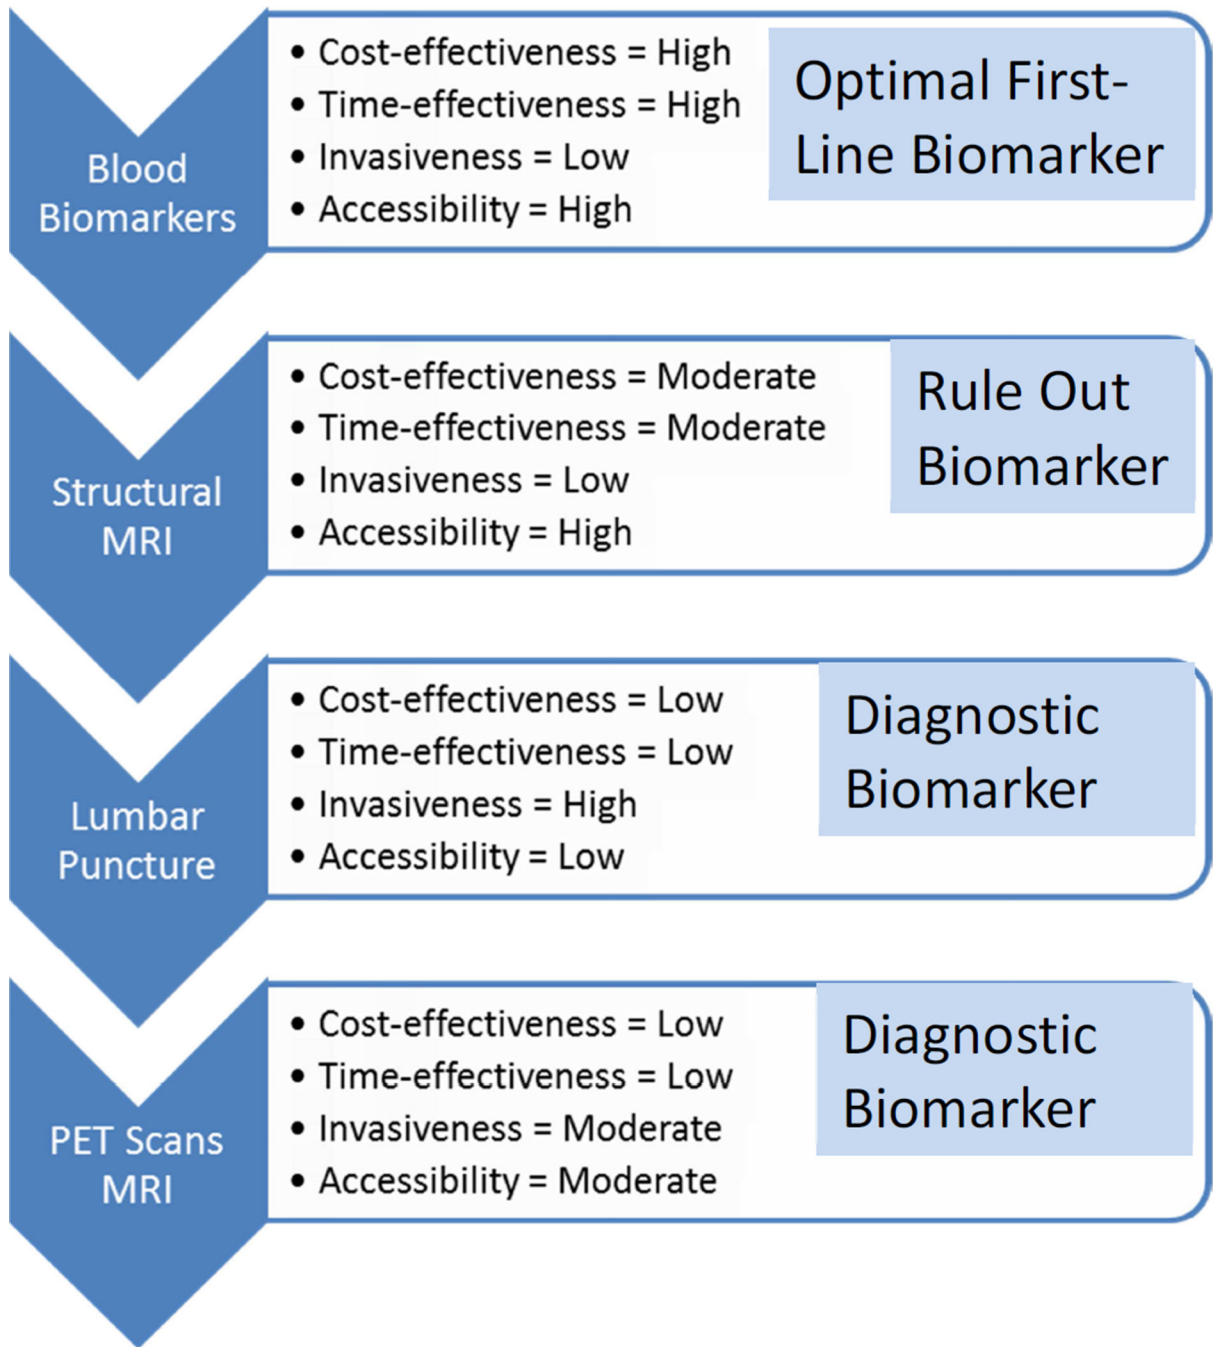 Blood
Biomarkers
• Cost-effectiveness = High
• Time-effectiveness = High
• Invasiveness = Low
• Accessibility = High
Optimal First-
Line Biomarker
Structural
MRI
• Cost-effectiveness = Moderate
• Time-effectiveness = Moderate
• Invasiveness = Low
• Accessibility = High
Rule Out
Biomarker
Lumbar
Puncture
• Cost-effectiveness = Low
• Time-effectiveness = Low
• Invasiveness = High
• Accessibility = Low
Diagnostic
Biomarker
PET Scans
MRI
• Cost-effectiveness = Low
• Time-effectiveness = Low
• Invasiveness = Moderate
• Accessibility = Moderate
Diagnostic
Biomarker